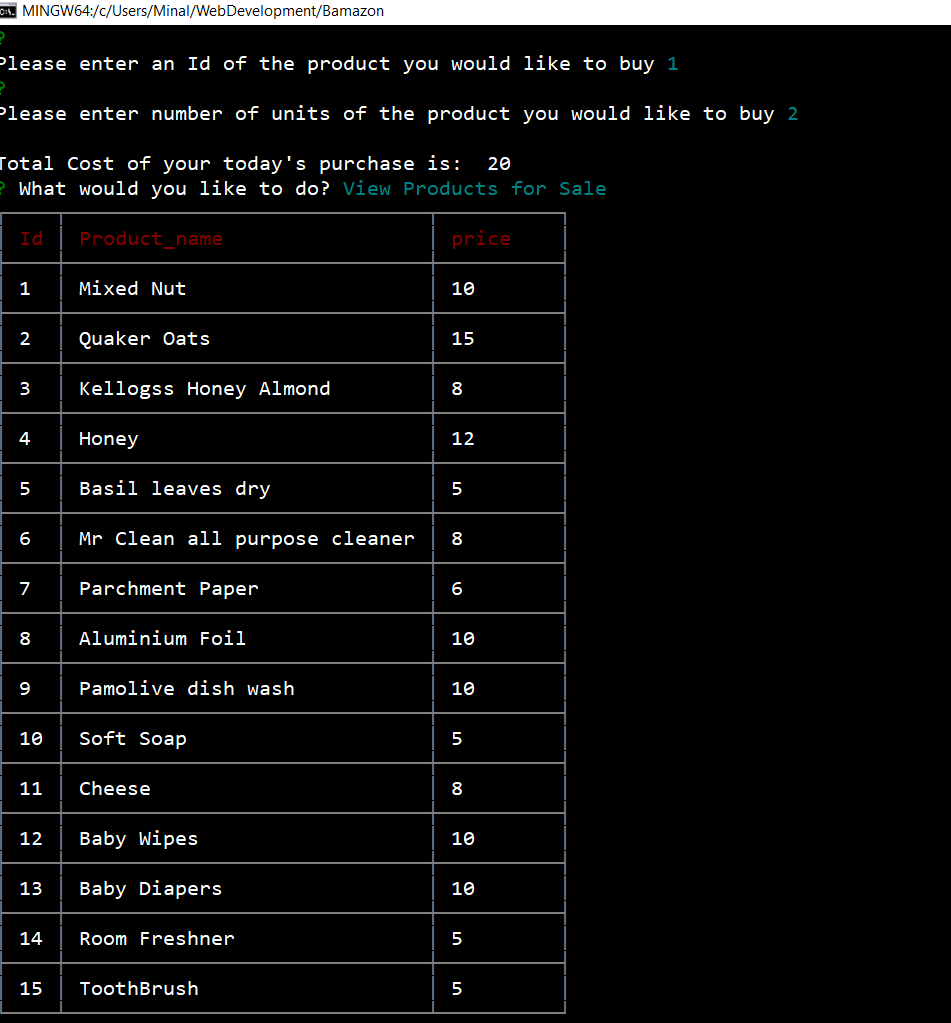 MINGW64:/c/Users/Minal/WebDevelopment/Bamazon
?
Please enter an Id of the product you would like to buy 1
?
Please enter number of units of the product you would like to buy 2
Total Cost of your today's purchase is:  20
? What would you like to do? View Products for Sale
Id Product_name price
1 Mixed Nut 10
2 Quaker Oats 15
3 Kellogss Honey Almond 8
4 Honey 12
5 Basil leaves dry 5
6 Mr Clean all purpose cleaner 8
7 Parchment Paper 6
8 Aluminium Foil 10
9 Pamolive dish wash 10
10 Soft Soap 5
11 Cheese 8
12 Baby Wipes 10
13 Baby Diapers 10
14 Room Freshner 5
15 ToothBrush 5